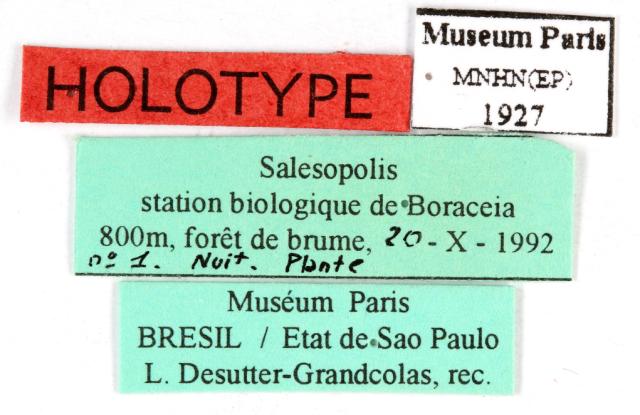 HOLOTYPE
Museum Paris
MNHN(EP)
1927
Salesopolis
station biologique de Boraceia
800m, forêt de brume, 20 - X - 1992
nº 1. Nuit. Plante
Muséum Paris
BRESIL / Etat de Sao Paulo
L. Desutter-Grandcolas, rec.